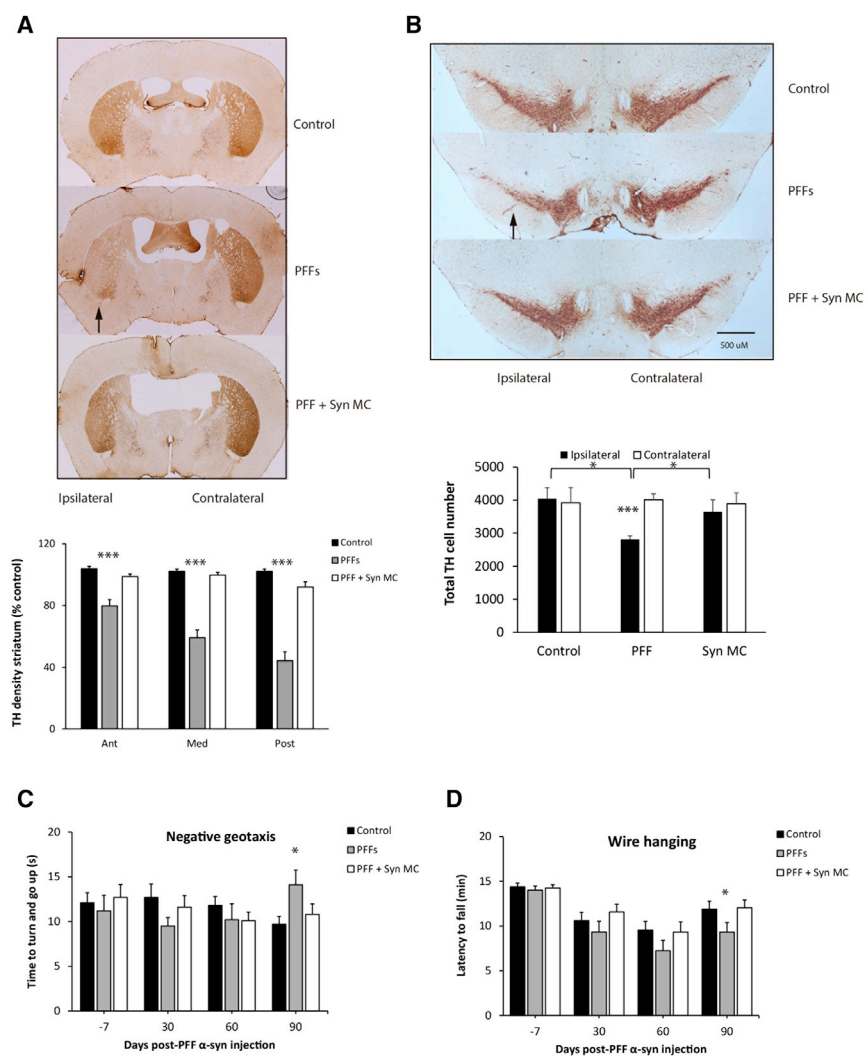 A
Control
PFFs
PFF + Syn MC
Ipsilateral
Contralateral
TH density striatum (% control)
120
80
40
0
***
***
***
Ant
Med
Post
Control
PFFs
PFF + Syn MC
B
Control
PFFs
PFF + Syn MC
500 uM
Ipsilateral
Contralateral
Ipsilateral
Contralateral
*
*
***
Total TH cell number
5000
4000
3000
2000
1000
0
Control
PFF
Syn MC
C
Negative geotaxis
Time to turn and go up (s)
20
15
10
5
0
*
-7
30
60
90
Days post-PFF α-syn injection
Control
PFFs
PFF + Syn MC
D
Wire hanging
Latency to fall (min)
20
15
10
5
0
*
-7
30
60
90
Days post-PFF α-syn injection
Control
PFFs
PFF + Syn MC